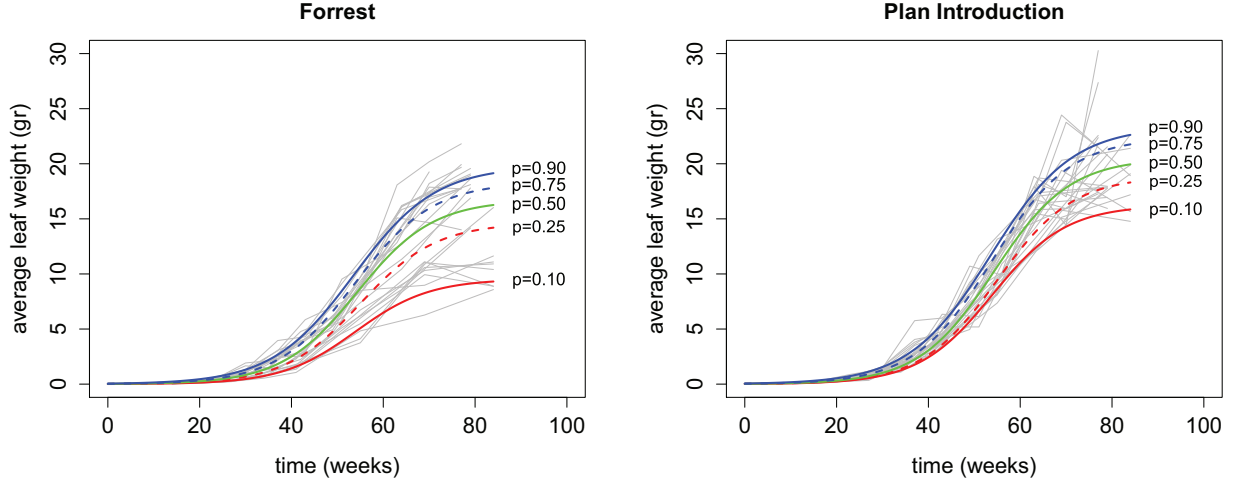 Forrest
average leaf weight (gr)
30
25
20
15
10
5
0
p=0.90
p=0.75
p=0.50
p=0.25
p=0.10
0 20 40 60 80 100
time (weeks)
Plan Introduction
average leaf weight (gr)
30
25
20
15
10
5
0
p=0.90
p=0.75
p=0.50
p=0.25
p=0.10
0 20 40 60 80 100
time (weeks)